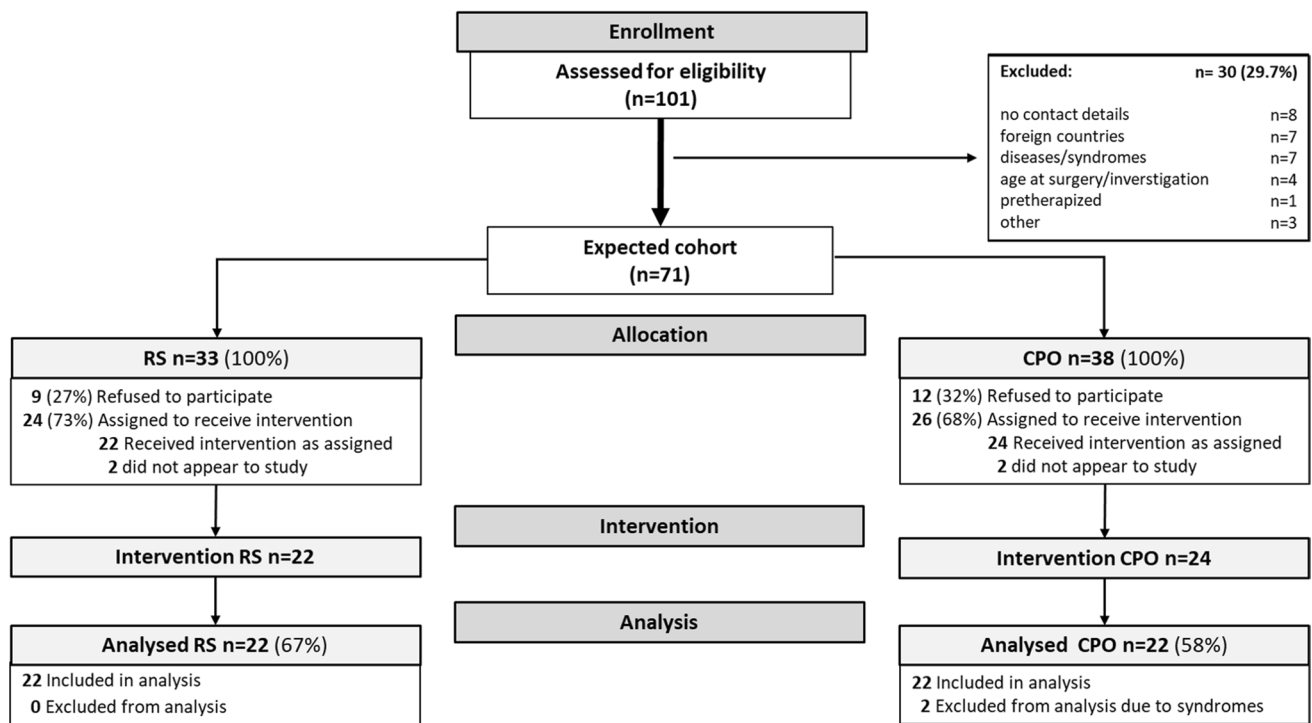 Enrollment
Assessed for eligibility
(n=101)
Excluded: n= 30 (29.7%)
no contact details n=8
foreign countries n=7
diseases/syndromes n=7
age at surgery/inverstigation n=4
pretherapized n=1
other n=3
Expected cohort
(n=71)
Allocation
RS n=33 (100%)
9 (27%) Refused to participate
24 (73%) Assigned to receive intervention
22 Received intervention as assigned
2 did not appear to study
CPO n=38 (100%)
12 (32%) Refused to participate
26 (68%) Assigned to receive intervention
24 Received intervention as assigned
2 did not appear to study
Intervention
Intervention RS n=22
Intervention CPO n=24
Analysis
Analysed RS n=22 (67%)
22 Included in analysis
0 Excluded from analysis
Analysed CPO n=22 (58%)
22 Included in analysis
2 Excluded from analysis due to syndromes